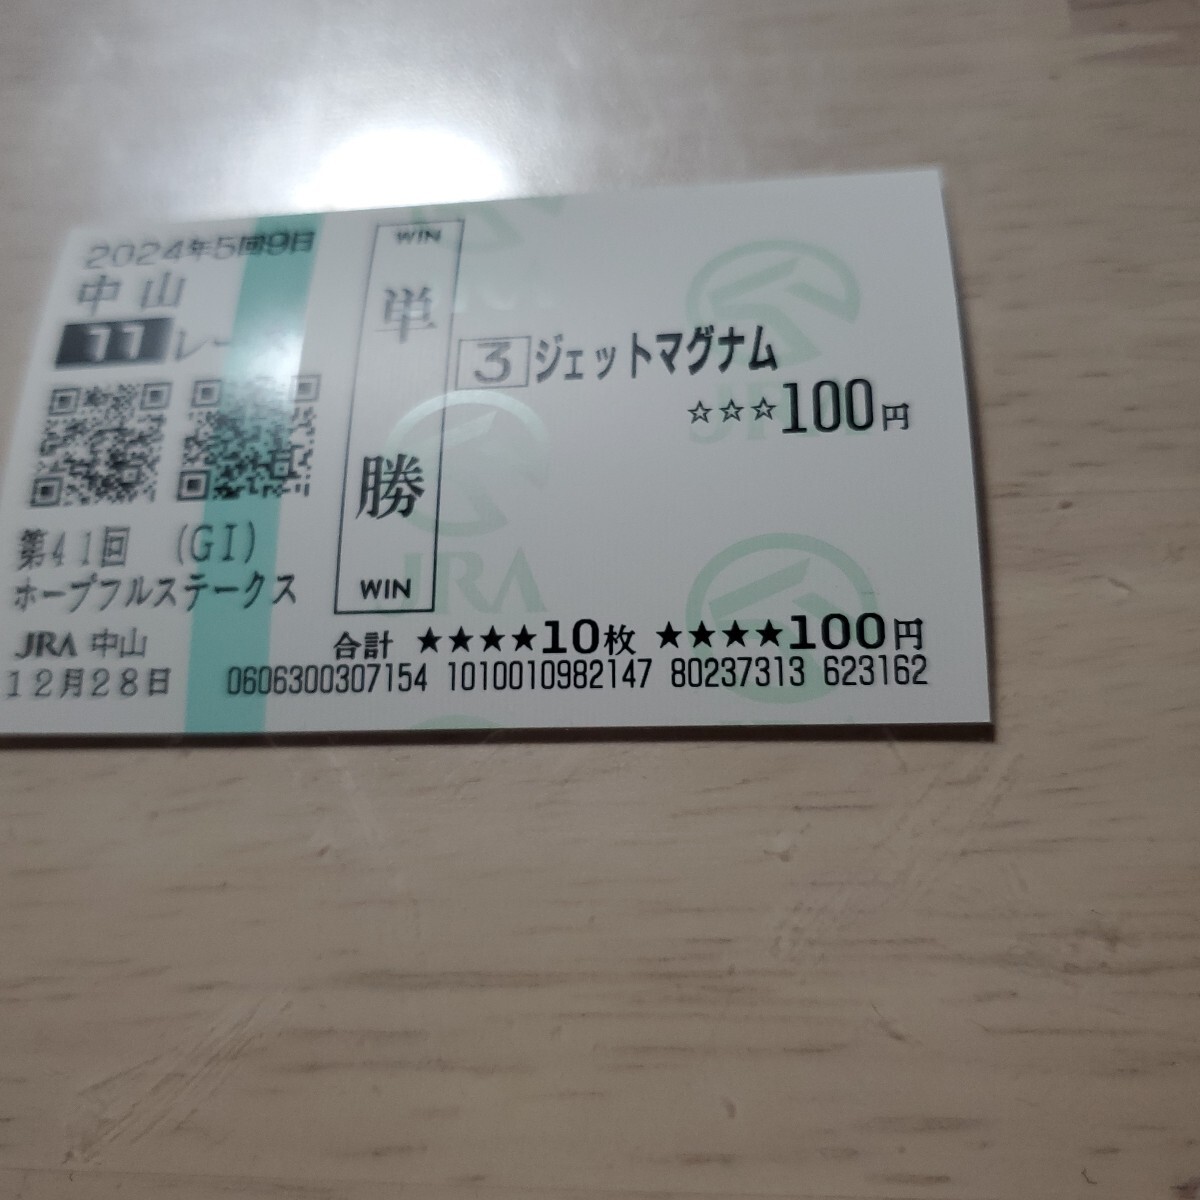 2024年5回9日
中山
11レース
第41回 (GI)
ホープフルステークス
JRA 中山
12月28日
WIN
単勝
WIN
3 ジェットマグナム
☆☆☆100円
合計 ★★★★10枚 ★★★★100円
0606300307154 1010010982147 80237313 623162
JRA
JRA